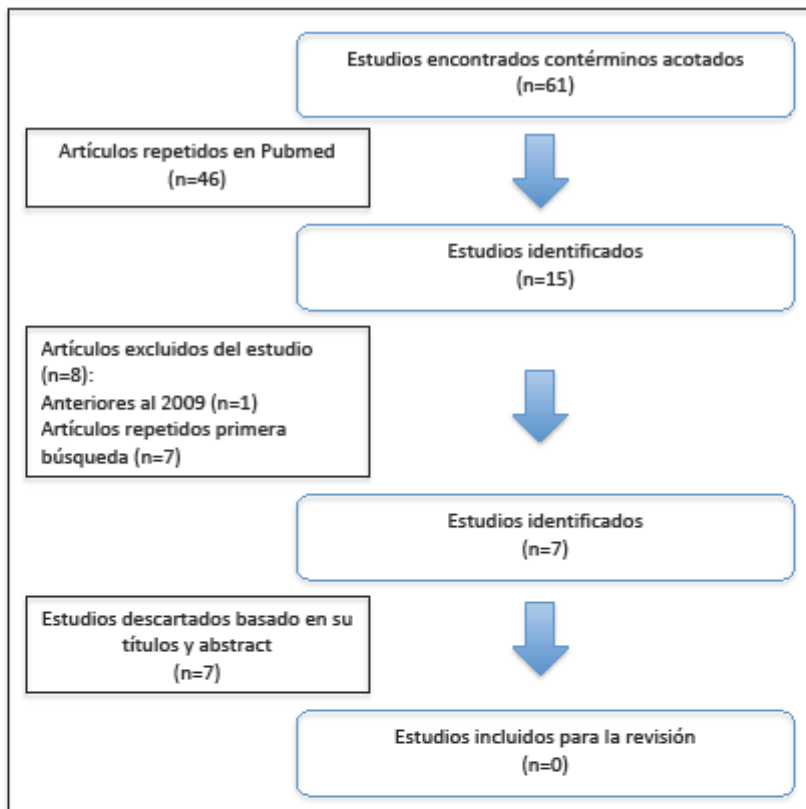 Estudios encontrados contérminos acotados
(n=61)
Artículos repetidos en Pubmed
(n=46)
Estudios identificados
(n=15)
Artículos excluidos del estudio
(n=8):
Anteriores al 2009 (n=1)
Artículos repetidos primera
búsqueda (n=7)
Estudios identificados
(n=7)
Estudios descartados basado en su
títulos y abstract
(n=7)
Estudios incluidos para la revisión
(n=0)